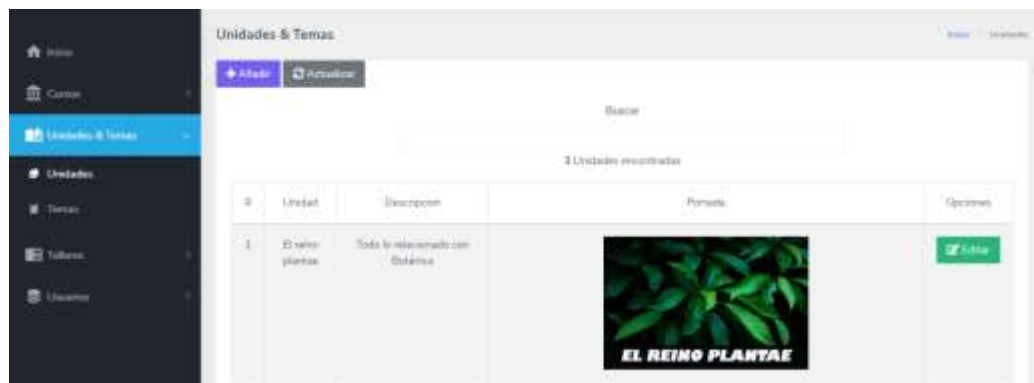 Unidades & Temas
Inicio
Unidades
Inicio
Cursos
Unidades & Temas
Unidades
Temas
Talleres
Usuarios
Añadir
Actualizar
Buscar
3 Unidades encontradas
# Unidad Descripción Portada Opciones
1 El reino plantae Todo lo relacionado con Botánica Editar
EL REINO PLANTAE